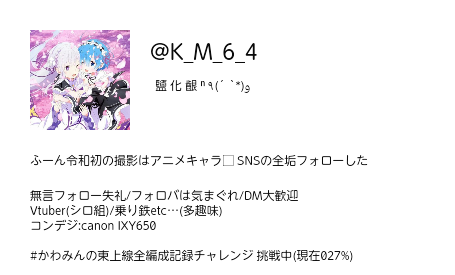 @K_M_6_4
鹽 化 龈 ⁿ ٩(´ `*)و
ふーん令和初の撮影はアニメキャラ□ SNSの全垢フォローした
無言フォロー失礼/フォロバは気まぐれ/DM大歓迎
Vtuber(シロ組)/乗り鉄etc…(多趣味)
コンデジ:canon IXY650
#かわみんの東上線全編成記録チャレンジ 挑戦中(現在027%)